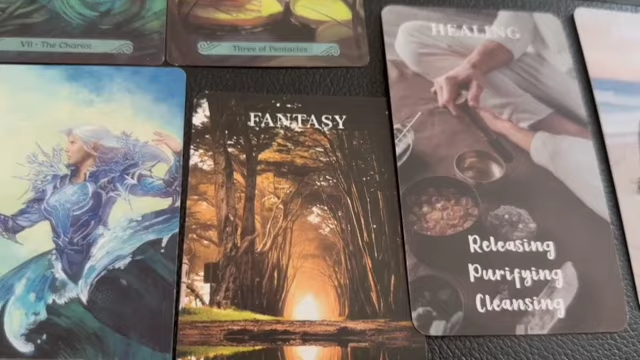 VII · The Chariot
Three of Pentacles
FANTASY
HEALING
Releasing
Purifying
Cleansing